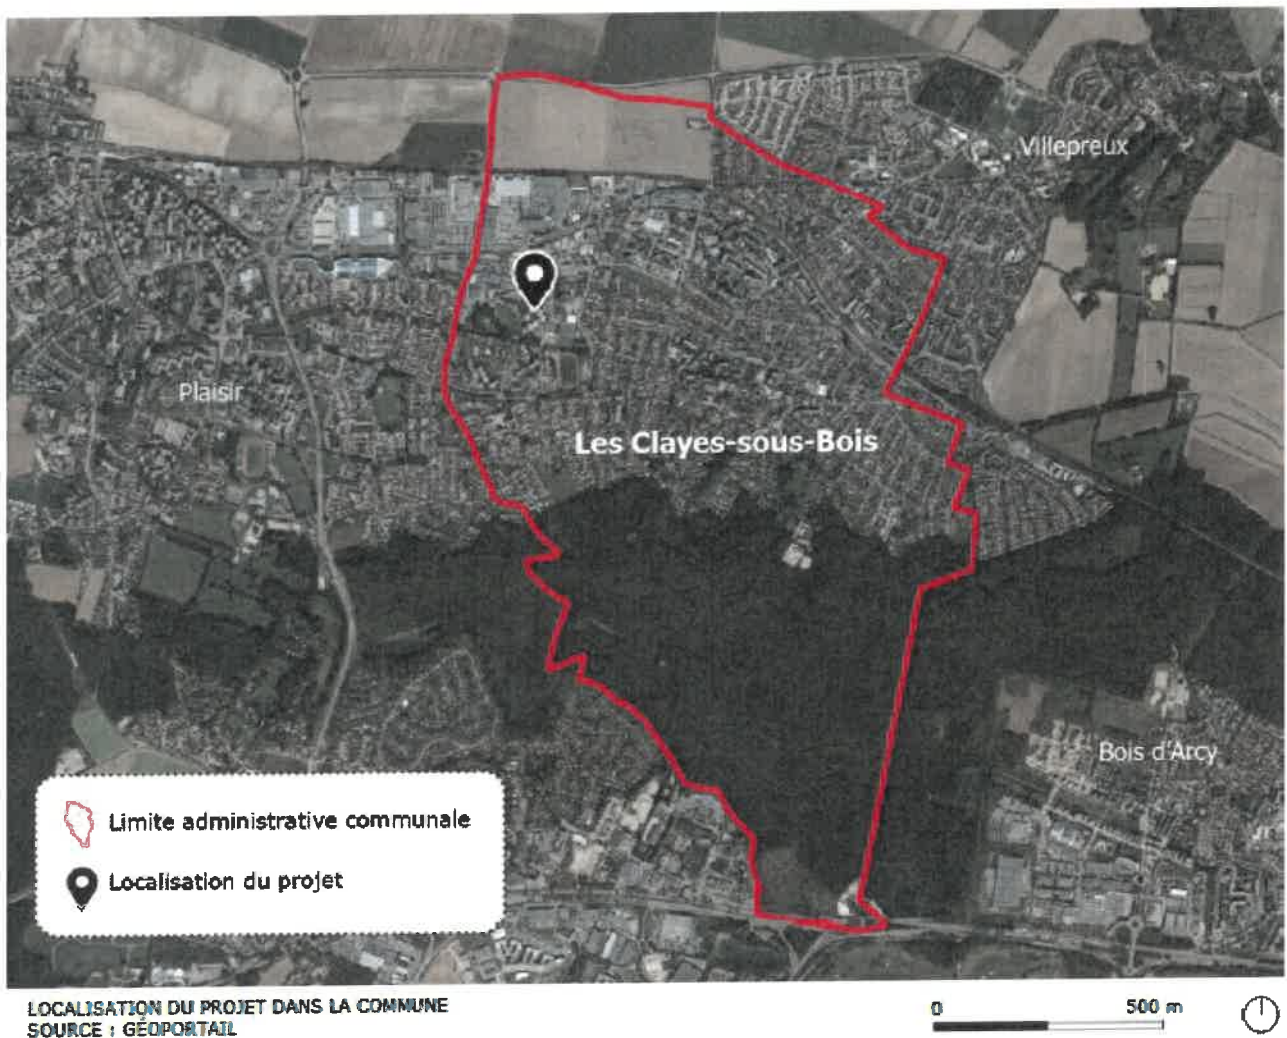 Villepreux
Plaisir
Les Clayes-sous-Bois
Bois d'Arcy
Limite administrative communale
Localisation du projet
LOCALISATION DU PROJET DANS LA COMMUNE
SOURCE : GÉOPORTAIL
0 500 m